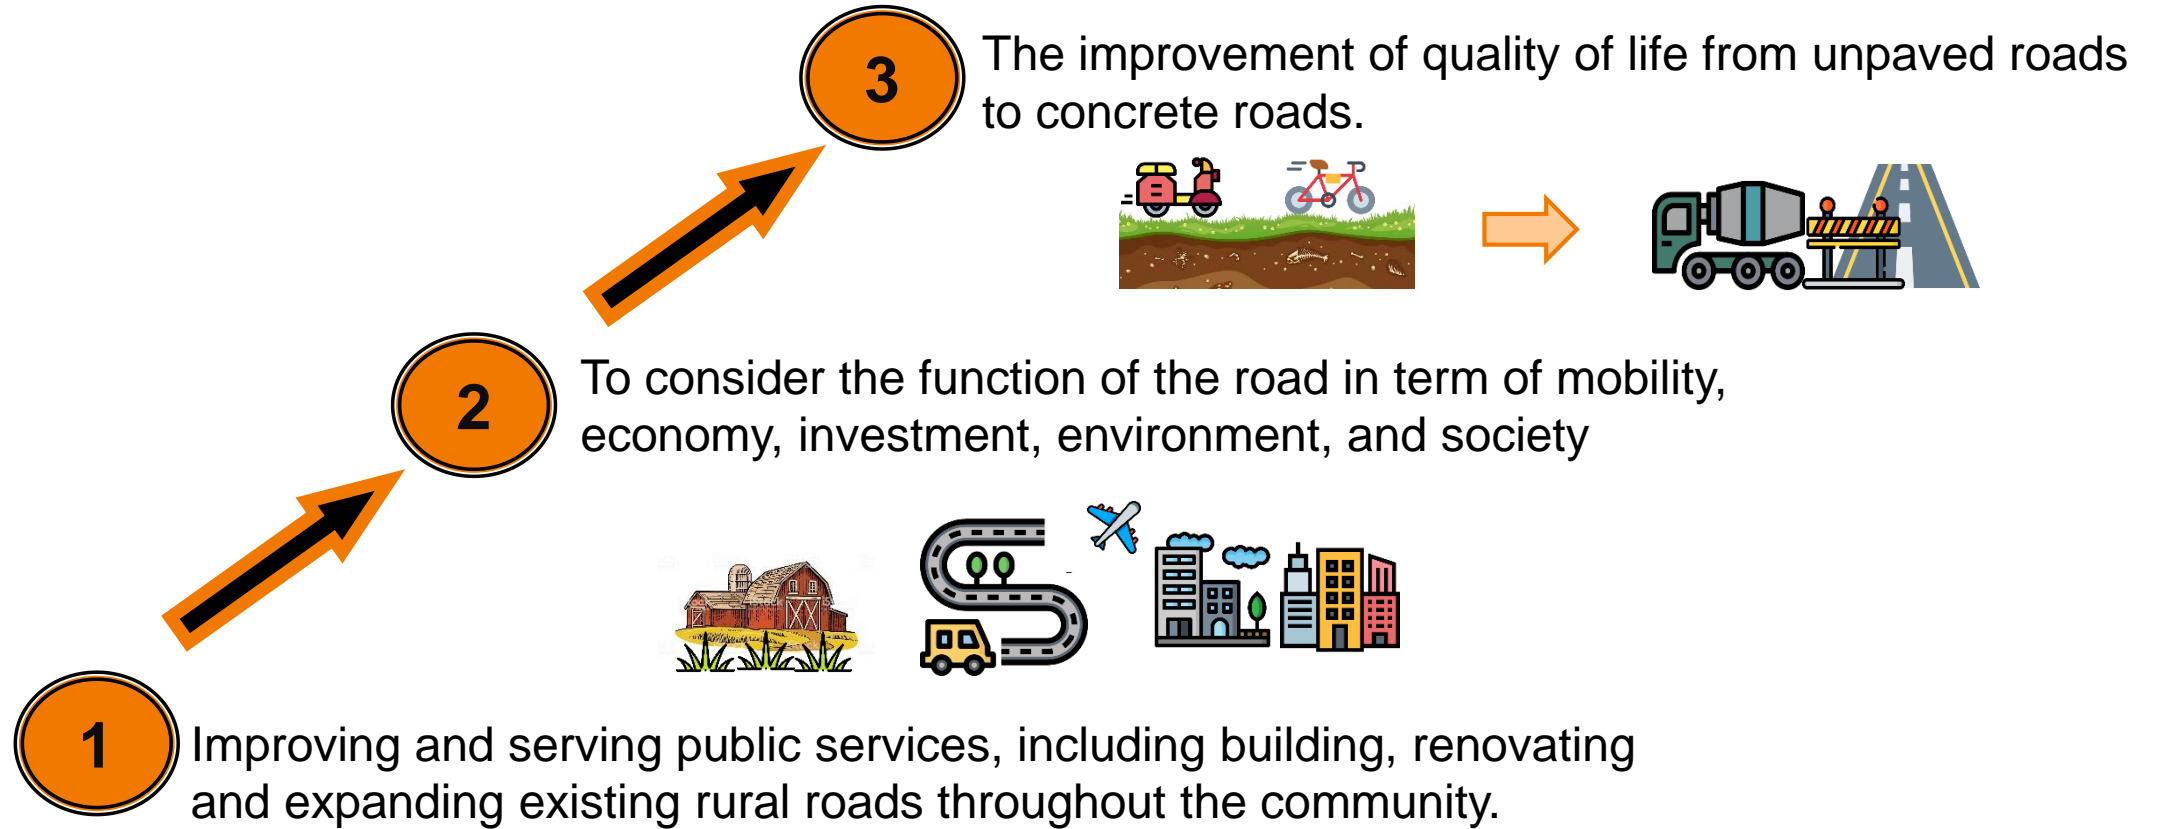 3
The improvement of quality of life from unpaved roads
to concrete roads.
2
To consider the function of the road in term of mobility,
economy, investment, environment, and society
1
Improving and serving public services, including building, renovating
and expanding existing rural roads throughout the community.